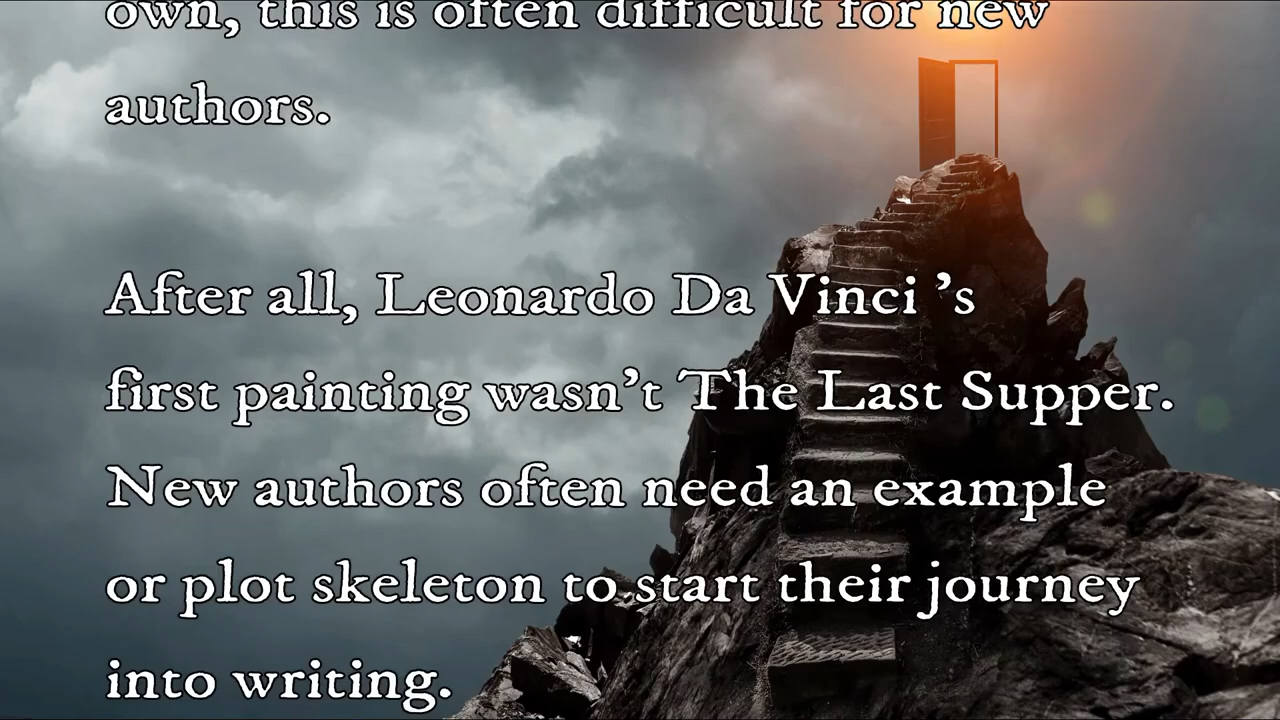 own, this is often difficult for new
authors.
After all, Leonardo Da Vinci ’s
first painting wasn’t The Last Supper.
New authors often need an example
or plot skeleton to start their journey
into writing.